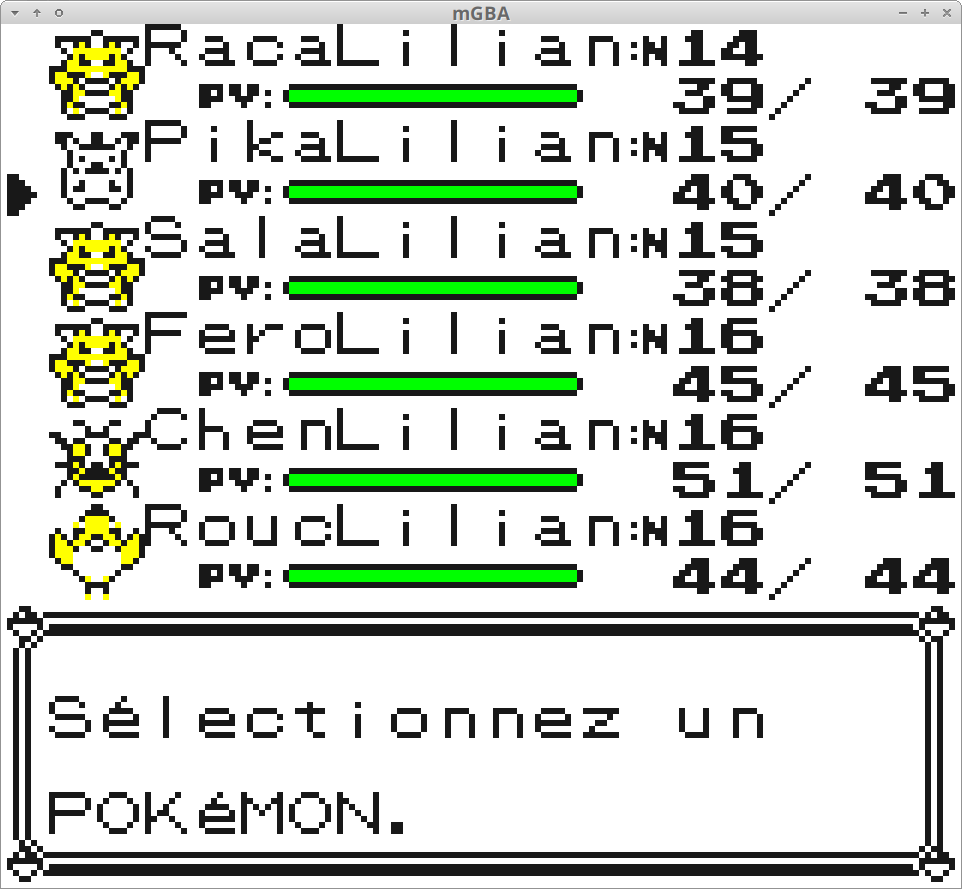 mGBA
RacaLilian:N14
PV: 39/ 39
PikaLilian:N15
PV: 40/ 40
SalaLilian:N15
PV: 38/ 38
FeroLilian:N16
PV: 45/ 45
ChenLilian:N16
PV: 51/ 51
RoucLilian:N16
PV: 44/ 44
Sélectionnez un
POKéMON.